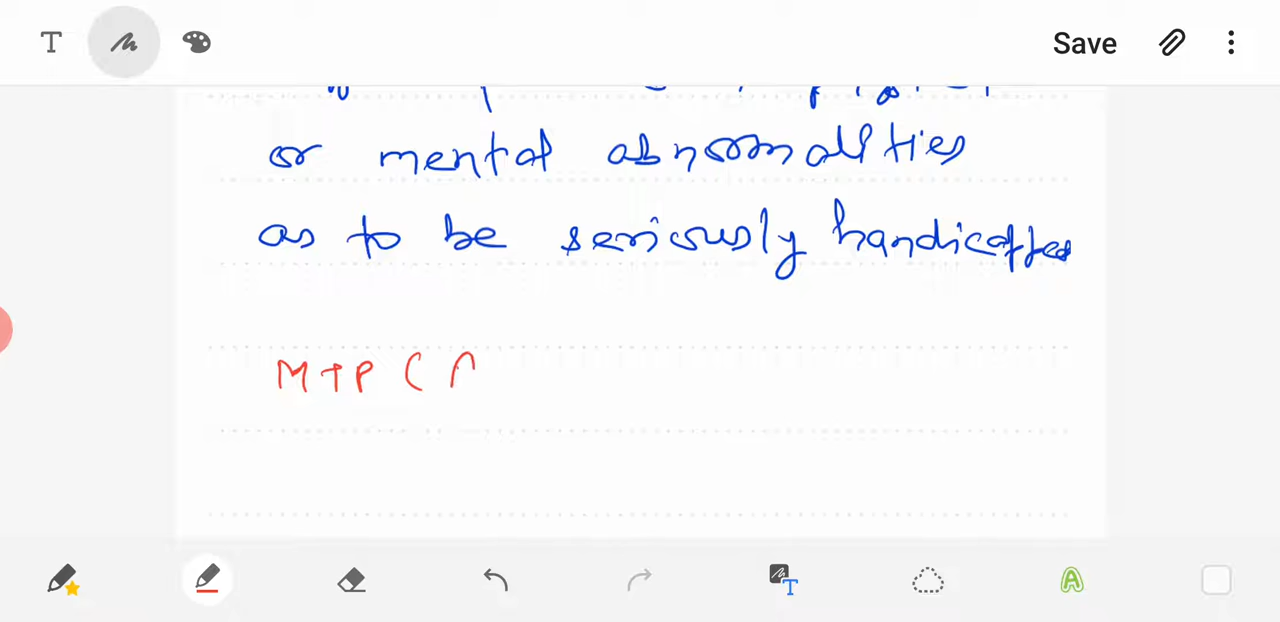 T Save
or mental abnormalities
as to be seriously handicapped
MTP (
T
A